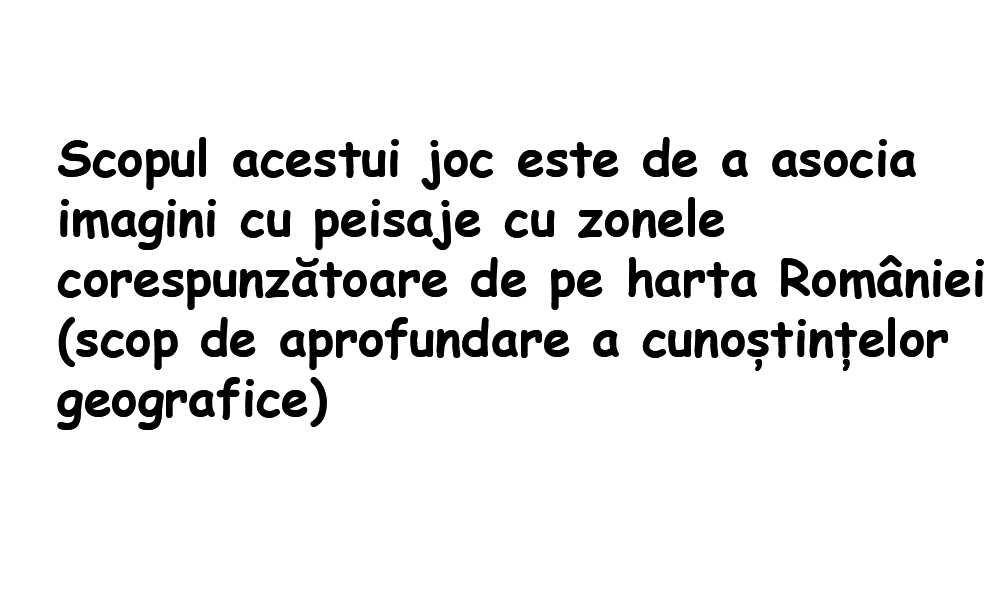 Scopul acestui joc este de a asocia
imagini cu peisaje cu zonele
corespunzătoare de pe harta României
(scop de aprofundare a cunoștințelor
geografice)